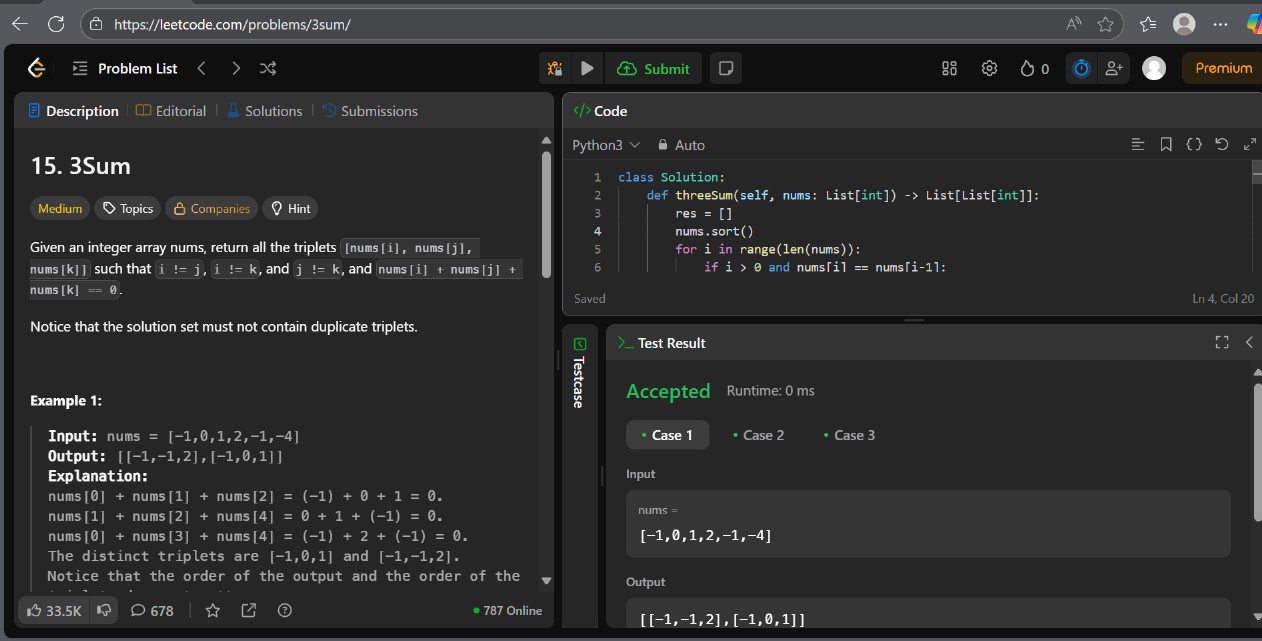 https://leetcode.com/problems/3sum/
Problem List
Submit
0
Premium
Description
Editorial
Solutions
Submissions
15. 3Sum
Medium
Topics
Companies
Hint
Given an integer array nums, return all the triplets [nums[i], nums[j],
nums[k]] such that i != j, i != k, and j != k, and nums[i] + nums[j] +
nums[k] == 0.
Notice that the solution set must not contain duplicate triplets.
Example 1:
Input: nums = [-1,0,1,2,-1,-4]
Output: [[-1,-1,2],[-1,0,1]]
Explanation:
nums[0] + nums[1] + nums[2] = (-1) + 0 + 1 = 0.
nums[1] + nums[2] + nums[4] = 0 + 1 + (-1) = 0.
nums[0] + nums[3] + nums[4] = (-1) + 2 + (-1) = 0.
The distinct triplets are [-1,0,1] and [-1,-1,2].
Notice that the order of the output and the order of the
33.5K
678
787 Online
</> Code
Python3
Auto
1 class Solution:
2 def threeSum(self, nums: List[int]) -> List[List[int]]:
3 res = []
4 nums.sort()
5 for i in range(len(nums)):
6 if i > 0 and nums[i] == nums[i-1]:
Saved
Ln 4, Col 20
Testcase
Test Result
Accepted
Runtime: 0 ms
Case 1
Case 2
Case 3
Input
nums =
[-1,0,1,2,-1,-4]
Output
[[-1,-1,2],[-1,0,1]]